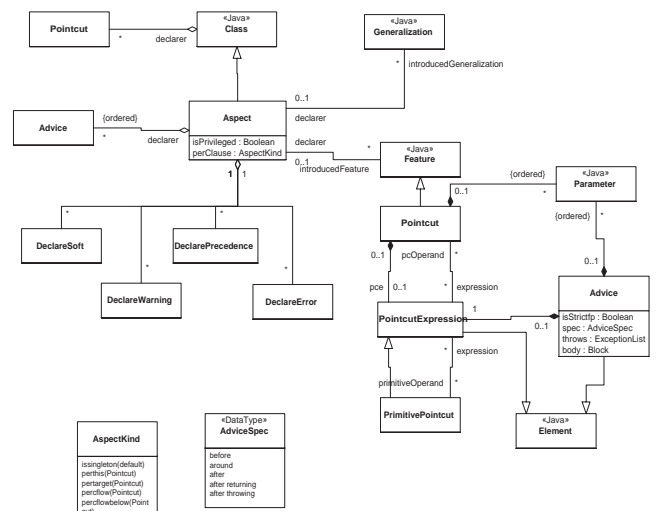 Pointcut
*
declarer
«Java»
Class
«Java»
Generalization
*
introducedGeneralization
0..1
declarer
Advice
{ordered}
*
declarer
Aspect
isPrivileged : Boolean
perClause : AspectKind
declarer
0..1
introducedFeature
*
«Java»
Feature
1
1
*
*
*
*
DeclareSoft
DeclarePrecedence
DeclareWarning
DeclareError
Pointcut
0..1
{ordered}
*
«Java»
Parameter
{ordered}
*
0..1
0..1
pcOperand
*
pce
0..1
*
expression
PointcutExpression
1
0..1
Advice
isStrictfp : Boolean
spec : AdviceSpec
throws : ExceptionList
body : Block
*
expression
primitiveOperand
*
PrimitivePointcut
«Java»
Element
AspectKind
issingleton(default)
perthis(Pointcut)
pertarget(Pointcut)
percflow(Pointcut)
percflowbelow(Point
cut)
«DataType»
AdviceSpec
before
around
after
after returning
after throwing